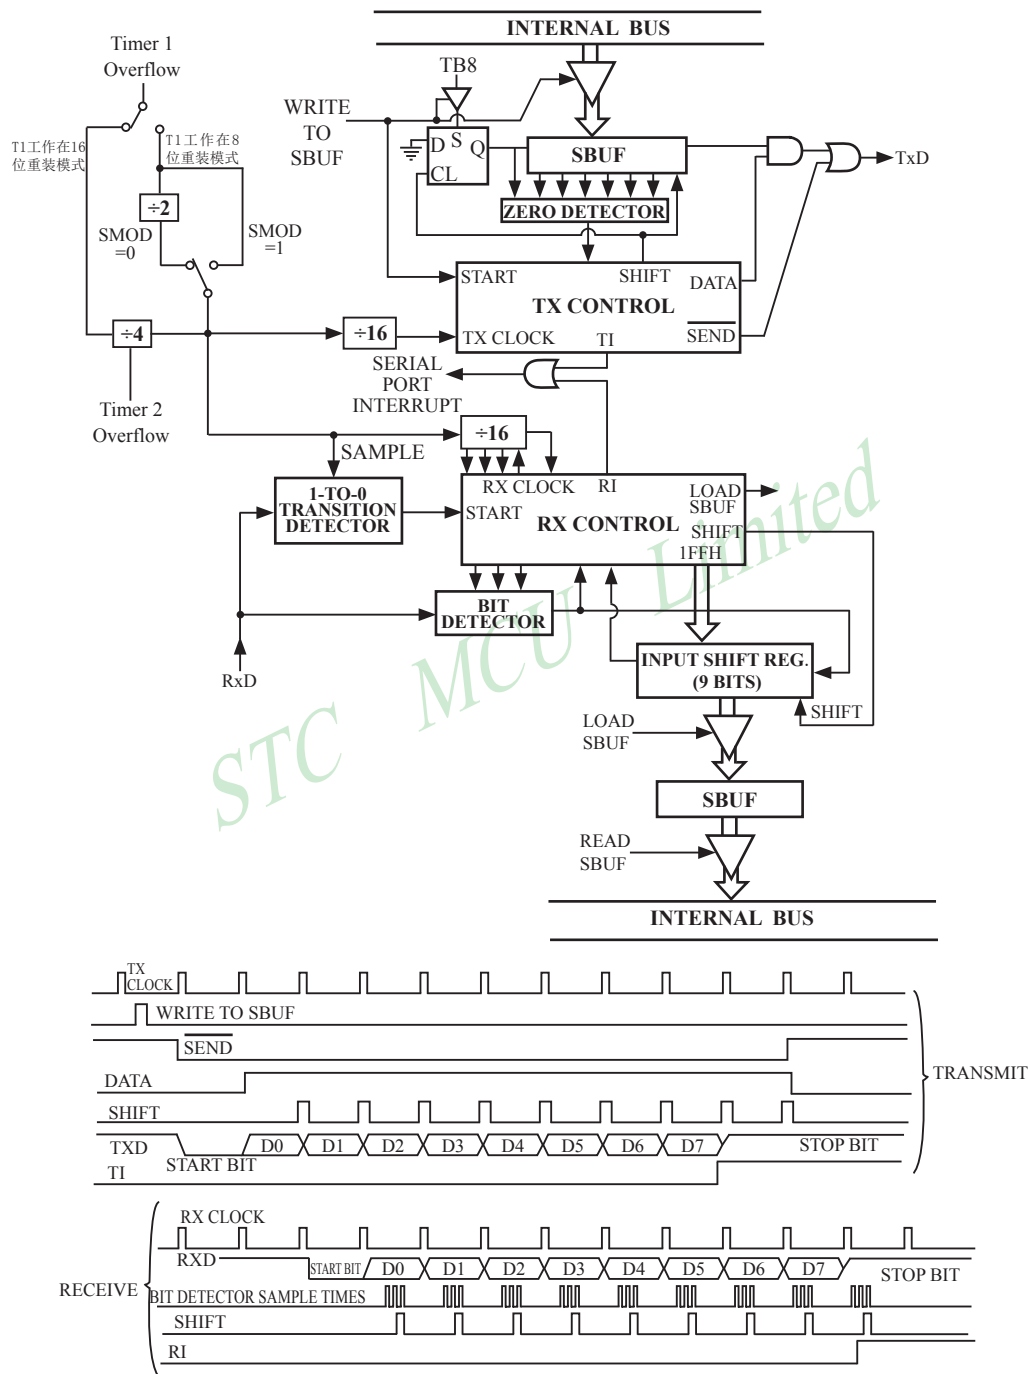 INTERNAL BUS
Timer 1
Overflow
TB8
WRITE
TO
SBUF
T1工作在16
位重装模式
T1工作在8
位重装模式
D S Q
CL
SBUF
TxD
÷2
ZERO DETECTOR
SMOD
=0
SMOD
=1
START
SHIFT
DATA
TX CONTROL
÷4
÷16
TX CLOCK
TI
SEND
SERIAL
PORT
INTERRUPT
Timer 2
Overflow
÷16
SAMPLE
1-TO-0
TRANSITION
DETECTOR
RX CLOCK
RI
LOAD
SBUF
START
RX CONTROL
SHIFT
1FFH
BIT
DETECTOR
RxD
INPUT SHIFT REG.
(9 BITS)
LOAD
SBUF
SHIFT
SBUF
READ
SBUF
INTERNAL BUS
STC MCU Limited
TX
CLOCK
WRITE TO SBUF
SEND
DATA
TRANSMIT
SHIFT
TXD
START BIT
D0 D1 D2 D3 D4 D5 D6 D7
STOP BIT
TI
RX CLOCK
RXD
START BIT
D0 D1 D2 D3 D4 D5 D6 D7
STOP BIT
RECEIVE
BIT DETECTOR SAMPLE TIMES
SHIFT
RI